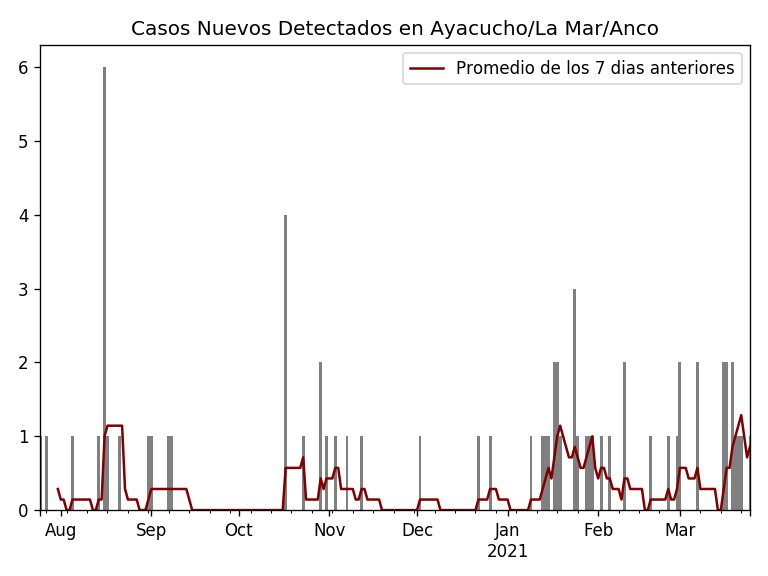 Casos Nuevos Detectados en Ayacucho/La Mar/Anco
Promedio de los 7 dias anteriores
6
5
4
3
2
1
0
Aug Sep Oct Nov Dec Jan Feb Mar
2021